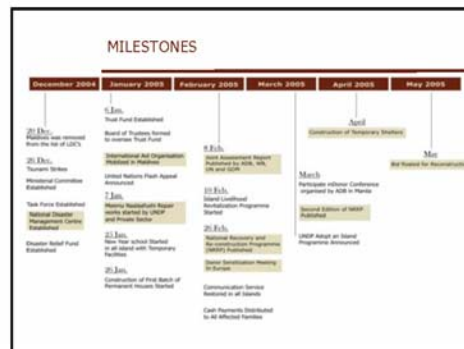 MILESTONES
December 2004
January 2005
February 2005
March 2005
April 2005
May 2005
20 Dec.
Maldives was removed
from the list of LDC's
26 Dec.
Tsunami Strikes
Ministerial Committee
Established
Task Force Established
National Disaster
Management Centre
Established
Disaster Relief Fund
Established
6 Jan.
Trust Fund Established
Board of Trustees formed
to oversee Trust Fund
International Aid Organisation
Mobilized in Maldives
United Nations Flash Appeal
Announced
7 Jan.
Repair
works started by UNDP
and Private Sector
25 Jan.
New Year school Started
in all island with Temporary
Facilities
26 Jan.
Construction of First Batch of
Permanent Houses Started
8 Feb.
Joint Assessment Report
Published by ADB, WB,
UN and GOM
10 Feb.
Island Livelihood
Revitalization Programme
Started
26 Feb.
National Recovery and
Re-construction Programme
(NRRP) Published
Donor Sensitisation Meeting
in Europe
Communication Service
Restored in all Islands
Cash Payments Distributed
to All Affected Families
March
Participate inDonor Conference
organised by ADB in Manila
Second Edition of NRRP
Published
UNDP Adopt an Island
Programme Announced
April
Construction of Temporary Shelters
May
Bid floated for Reconstruc